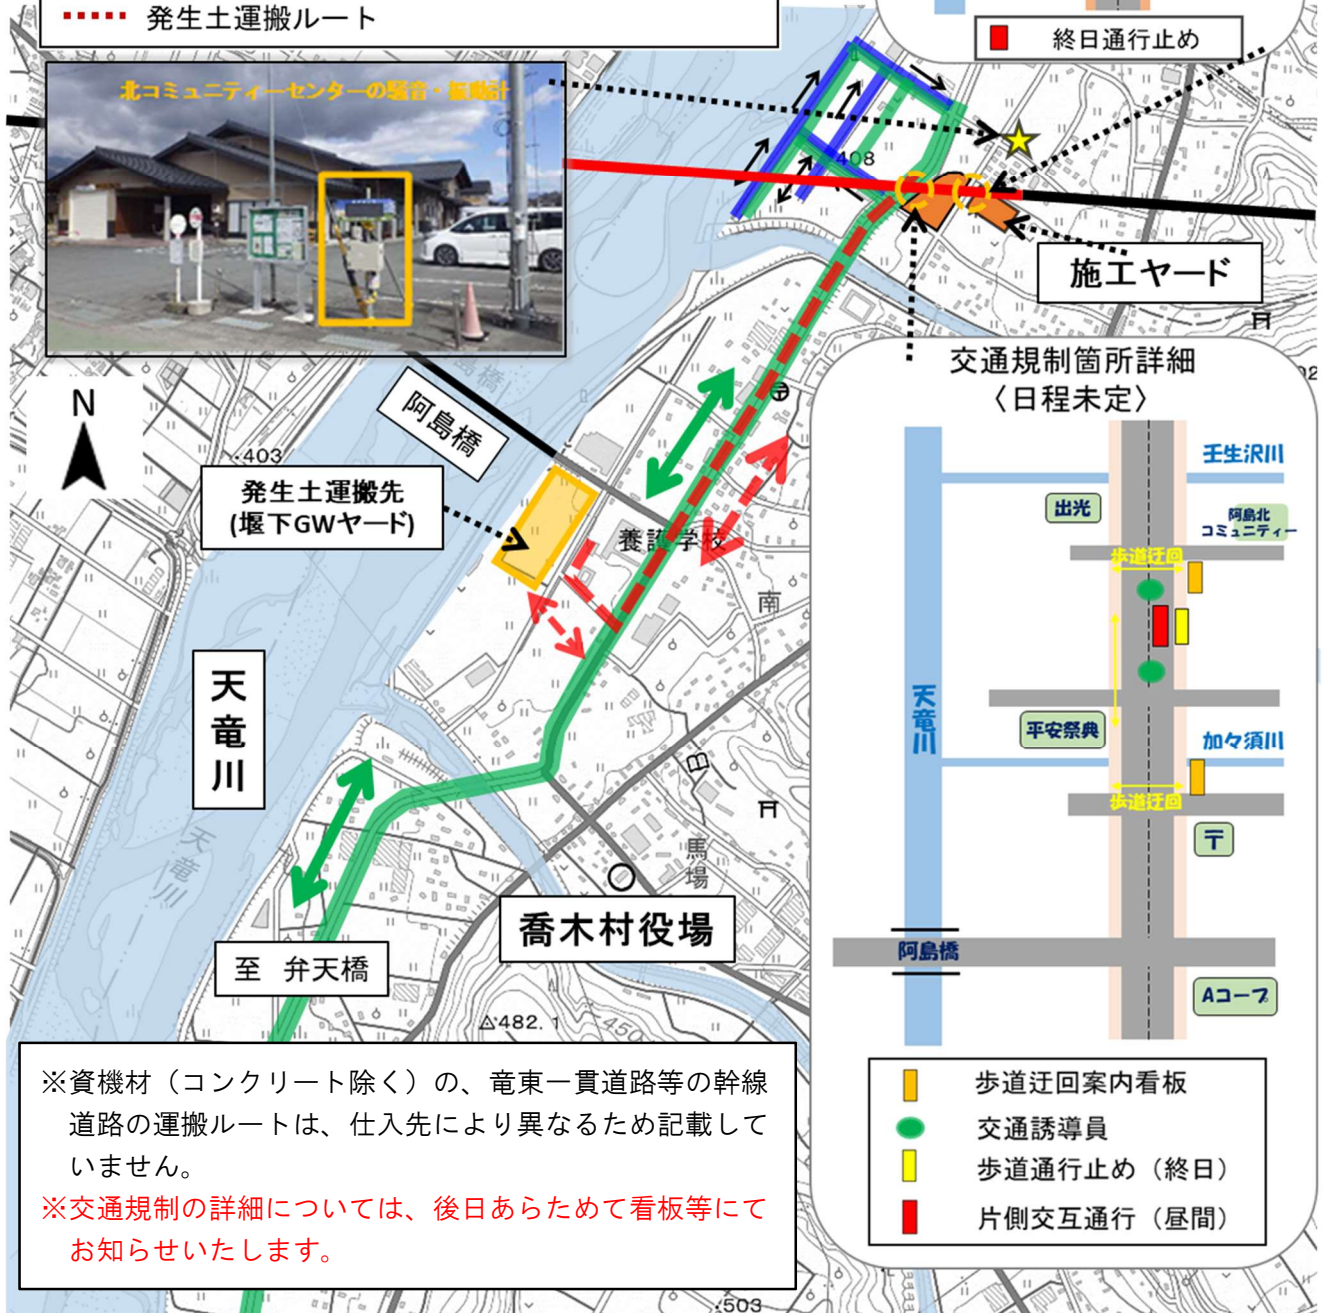 発生土運搬ルート
終日通行止め
北コミュニティーセンターの騒音・振動計
408
施工ヤード
N
阿島橋
403
発生土運搬先
(堰下GWヤード)
養護学校
南
天竜川
天竜川
馬場
喬木村役場
至 弁天橋
482.1
450
503
交通規制箇所詳細
〈日程未定〉
壬生沢川
出光
阿島北
コミュニティー
歩道迂回
天竜川
平安祭典
加々須川
歩道迂回
〒
阿島橋
Aコープ
歩道迂回案内看板
交通誘導員
歩道通行止め（終日）
片側交互通行（昼間）
※資機材（コンクリート除く）の、竜東一貫道路等の幹線
道路の運搬ルートは、仕入先により異なるため記載して
いません。
※交通規制の詳細については、後日あらためて看板等にて
お知らせいたします。